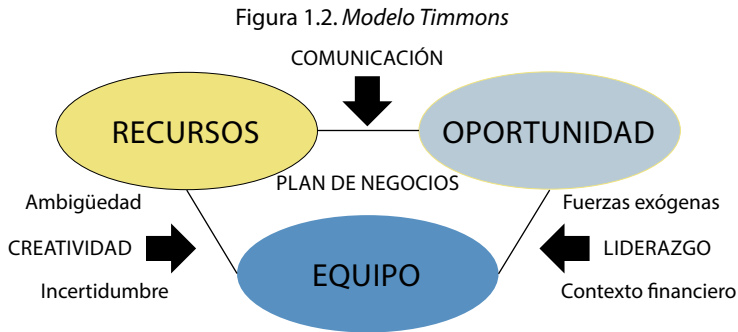 Figura 1.2. Modelo Timmons
COMUNICACIÓN
RECURSOS
OPORTUNIDAD
PLAN DE NEGOCIOS
Ambigüedad
Fuerzas exógenas
CREATIVIDAD
LIDERAZGO
EQUIPO
Incertidumbre
Contexto financiero